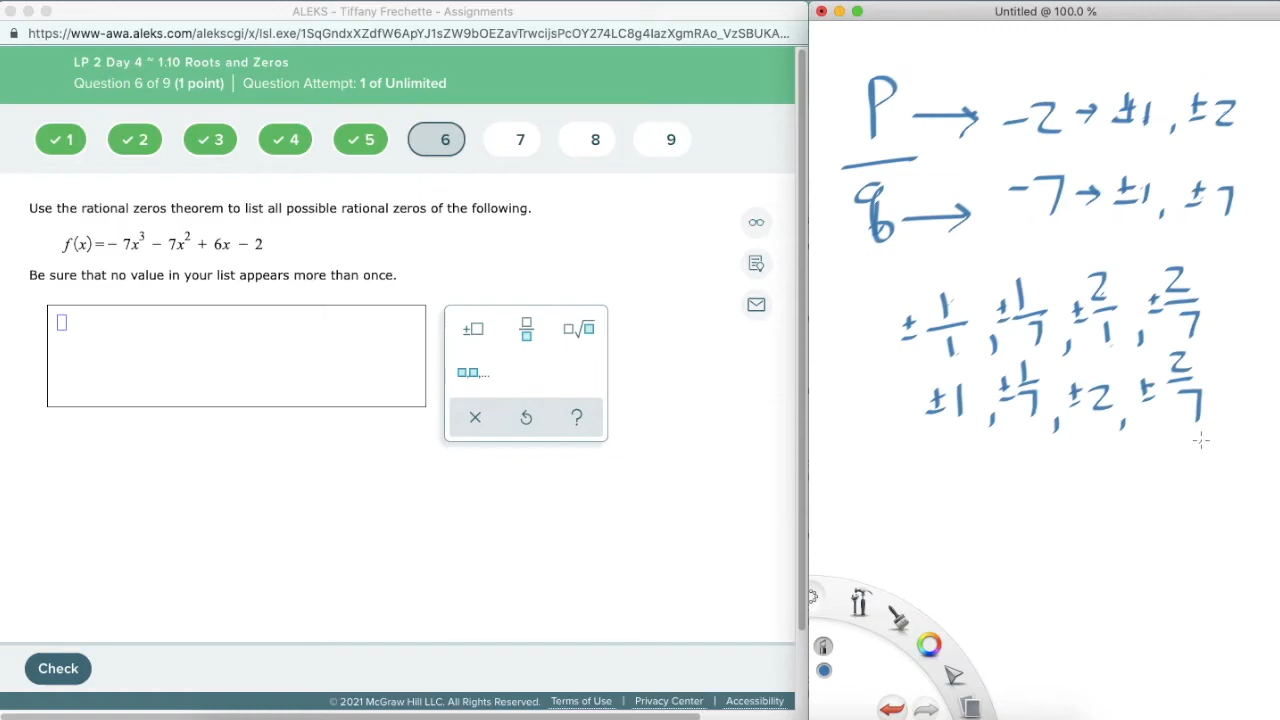 ALEKS - Tiffany Frechette - Assignments
https://www-awa.aleks.com/alekscgi/x/lsl.exe/1SqGndxXZdfW6ApYJ1sZW9bOEZavTrwcijsPcOY274LC8g4IazXgmRAo_VzSBUKA...
LP 2 Day 4 ~ 1.10 Roots and Zeros
Question 6 of 9 (1 point) | Question Attempt: 1 of Unlimited
✓ 1 ✓ 2 ✓ 3 ✓ 4 ✓ 5 6 7 8 9
Use the rational zeros theorem to list all possible rational zeros of the following.
f(x)=− 7x³ − 7x² + 6x − 2
Be sure that no value in your list appears more than once.
±□ □/□ □√□
□,□,...
× ↺ ?
Check
© 2021 McGraw Hill LLC. All Rights Reserved. Terms of Use | Privacy Center | Accessibility
Untitled @ 100.0 %
P → -2 → ±1, ±2
q → -7 → ±1, ±7
± 1/1, ± 1/7, ± 2/1, ± 2/7
±1, ± 1/7, ±2, ± 2/7